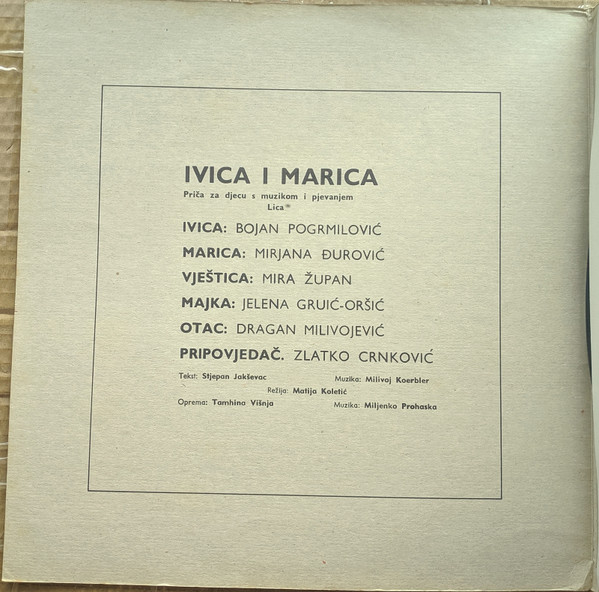 IVICA I MARICA
Priča za djecu s muzikom i pjevanjem
Lica*
IVICA: BOJAN POGRMILOVIĆ
MARICA: MIRJANA ĐUROVIĆ
VJEŠTICA: MIRA ŽUPAN
MAJKA: JELENA GRUIĆ-ORŠIĆ
OTAC: DRAGAN MILIVOJEVIĆ
PRIPOVJEDAČ. ZLATKO CRNKOVIĆ
Tekst: Stjepan Jakševac Muzika: Milivoj Koerbler
Režija: Matija Koletić
Oprema: Tamhina Višnja Muzika: Miljenko Prohaska